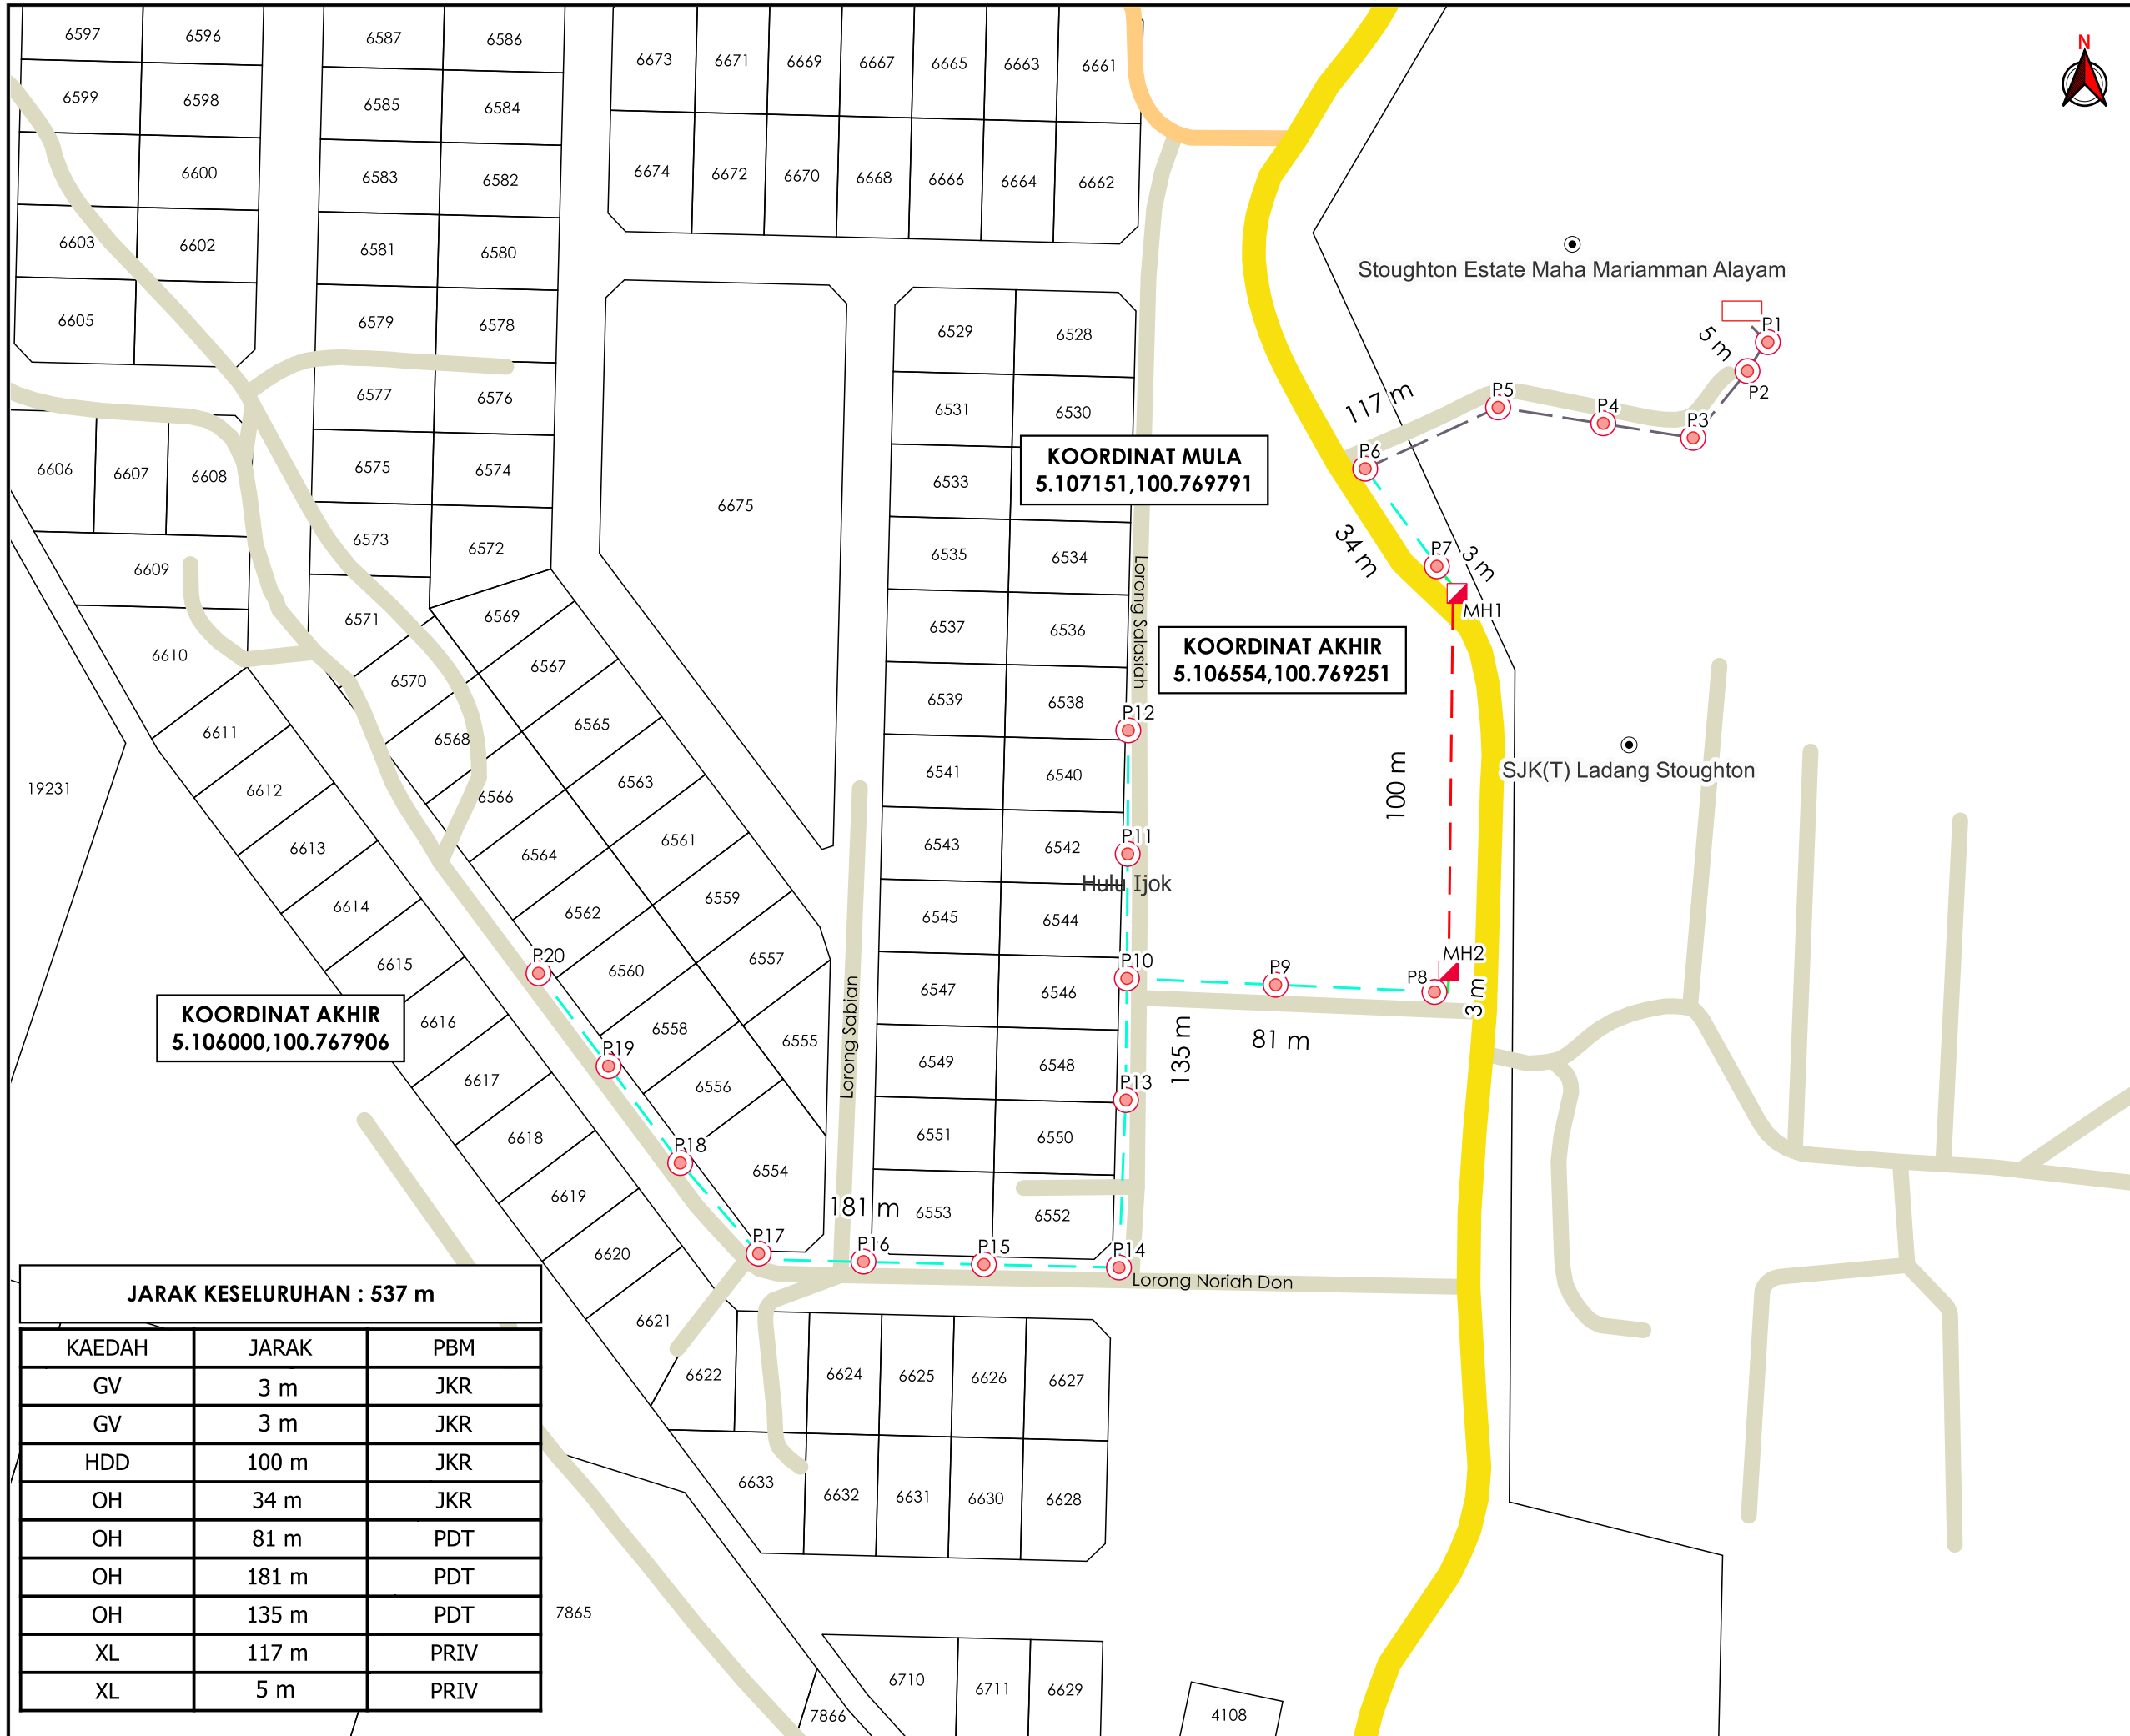 N
6597 6596 6587 6586 6673 6671 6669 6667 6665 6663 6661
6599 6598 6585 6584
6600 6583 6582 6674 6672 6670 6668 6666 6664 6662
6603 6602 6581 6580
6605 6579 6578 6529 6528
Stoughton Estate Maha Mariamman Alayam
5 m P1
P2
117 m P5 P4 P3
P6
6577 6576 6531 6530
KOORDINAT MULA
5.107151,100.769791
6606 6607 6608 6575 6574 6675 6533
6609 6573 6572 6535 6534
34 m P7 3 m
MH1
Lorong Salasiah
6571 6569 6537 6536
KOORDINAT AKHIR
5.106554,100.769251
6610 6570 6567 6539 6538
P12
6611 6568 6565 6541 6540
19231 6612 6566 6563
100 m
SJK(T) Ladang Stoughton
6613 6564 6561 6543 6542 P11
Hulu Ijok
6614 6562 6559 6545 6544
6615 P20 6560 6557 6547 6546 P10 P9 P8 MH2
3 m
81 m
135 m
KOORDINAT AKHIR
5.106000,100.767906
6616 6558 6555 Lorong Sabian
6617 P19 6556 6549 6548 P13
6618 P18 6554 6551 6550
6619 181 m 6553 6552
6620 P17 P16 P15 P14
Lorong Noriah Don
6621
6622 6624 6625 6626 6627
6633 6632 6631 6630 6628
7865
6710 6711 6629
7866 4108
JARAK KESELURUHAN : 537 m
KAEDAH JARAK PBM
GV 3 m JKR
GV 3 m JKR
HDD 100 m JKR
OH 34 m JKR
OH 81 m PDT
OH 181 m PDT
OH 135 m PDT
XL 117 m PRIV
XL 5 m PRIV